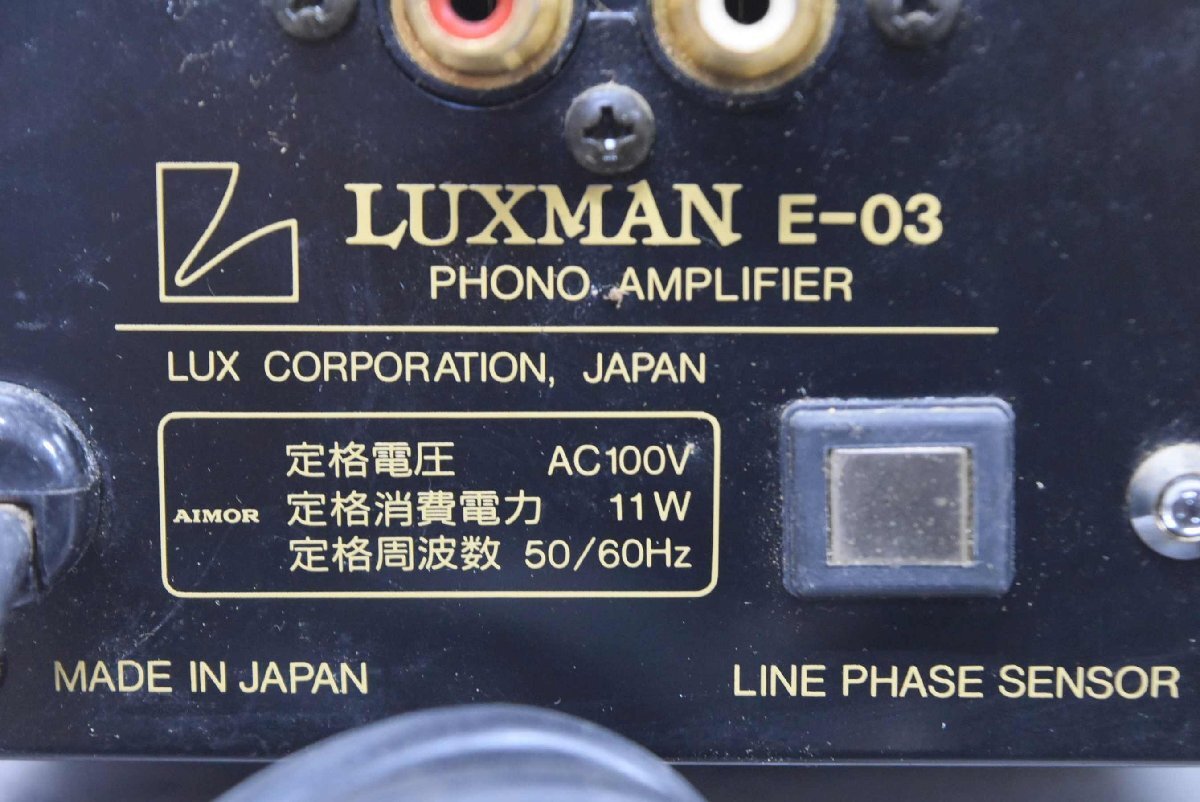 LUXMAN E-03
PHONO AMPLIFIER
LUX CORPORATION, JAPAN
定格電圧 AC100V
AIMOR 定格消費電力 11W
定格周波数 50/60Hz
MADE IN JAPAN
LINE PHASE SENSOR